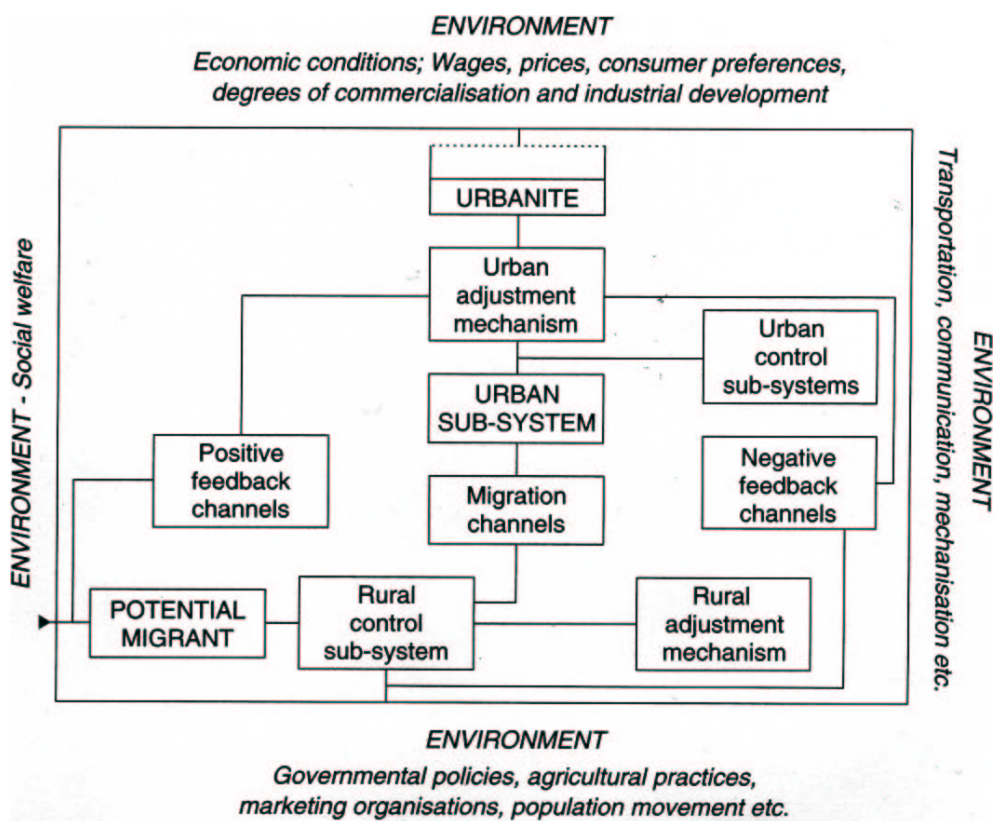 ENVIRONMENT
Economic conditions; Wages, prices, consumer preferences,
degrees of commercialisation and industrial development
URBANITE
Urban
adjustment
mechanism
Urban
control
sub-systems
URBAN
SUB-SYSTEM
Positive
feedback
channels
Migration
channels
Negative
feedback
channels
POTENTIAL
MIGRANT
Rural
control
sub-system
Rural
adjustment
mechanism
ENVIRONMENT - Social welfare
Transportation, communication, mechanisation etc.
ENVIRONMENT
ENVIRONMENT
Governmental policies, agricultural practices,
marketing organisations, population movement etc.